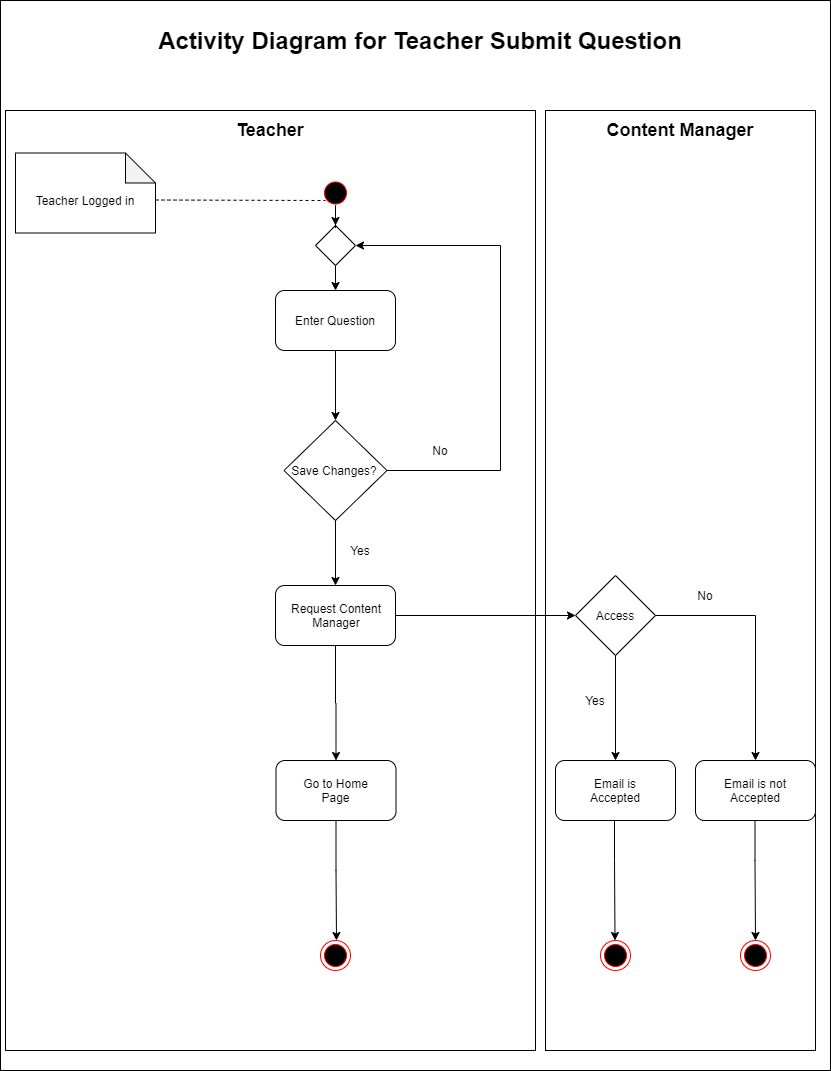 Activity Diagram for Teacher Submit Question
Teacher
Content Manager
Teacher Logged in
Enter Question
No
Save Changes?
Yes
Request Content
Manager
No
Access
Yes
Go to Home
Page
Email is
Accepted
Email is not
Accepted